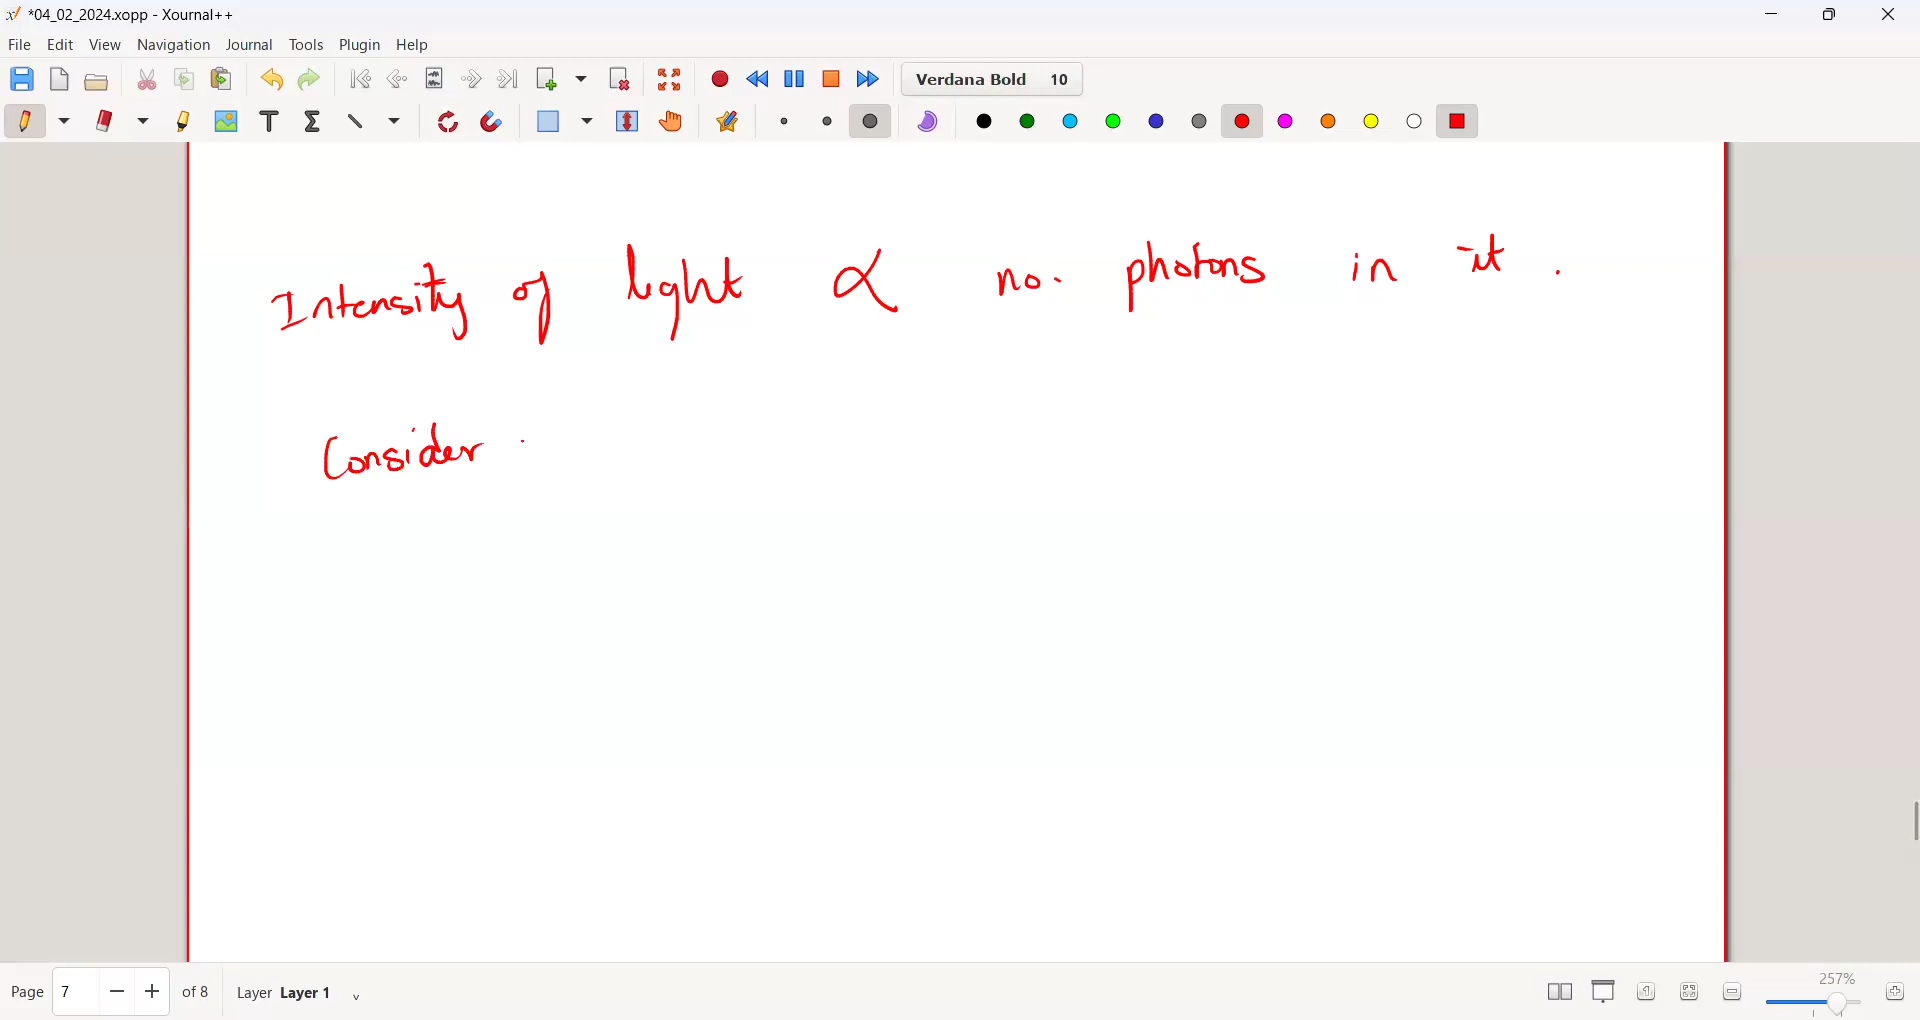 *04_02_2024.xopp - Xournal++
File Edit View Navigation Journal Tools Plugin Help
Verdana Bold 10
Intensity of light ∝ no. photons in it .
Consider
Page 7 of 8 Layer Layer 1 257%